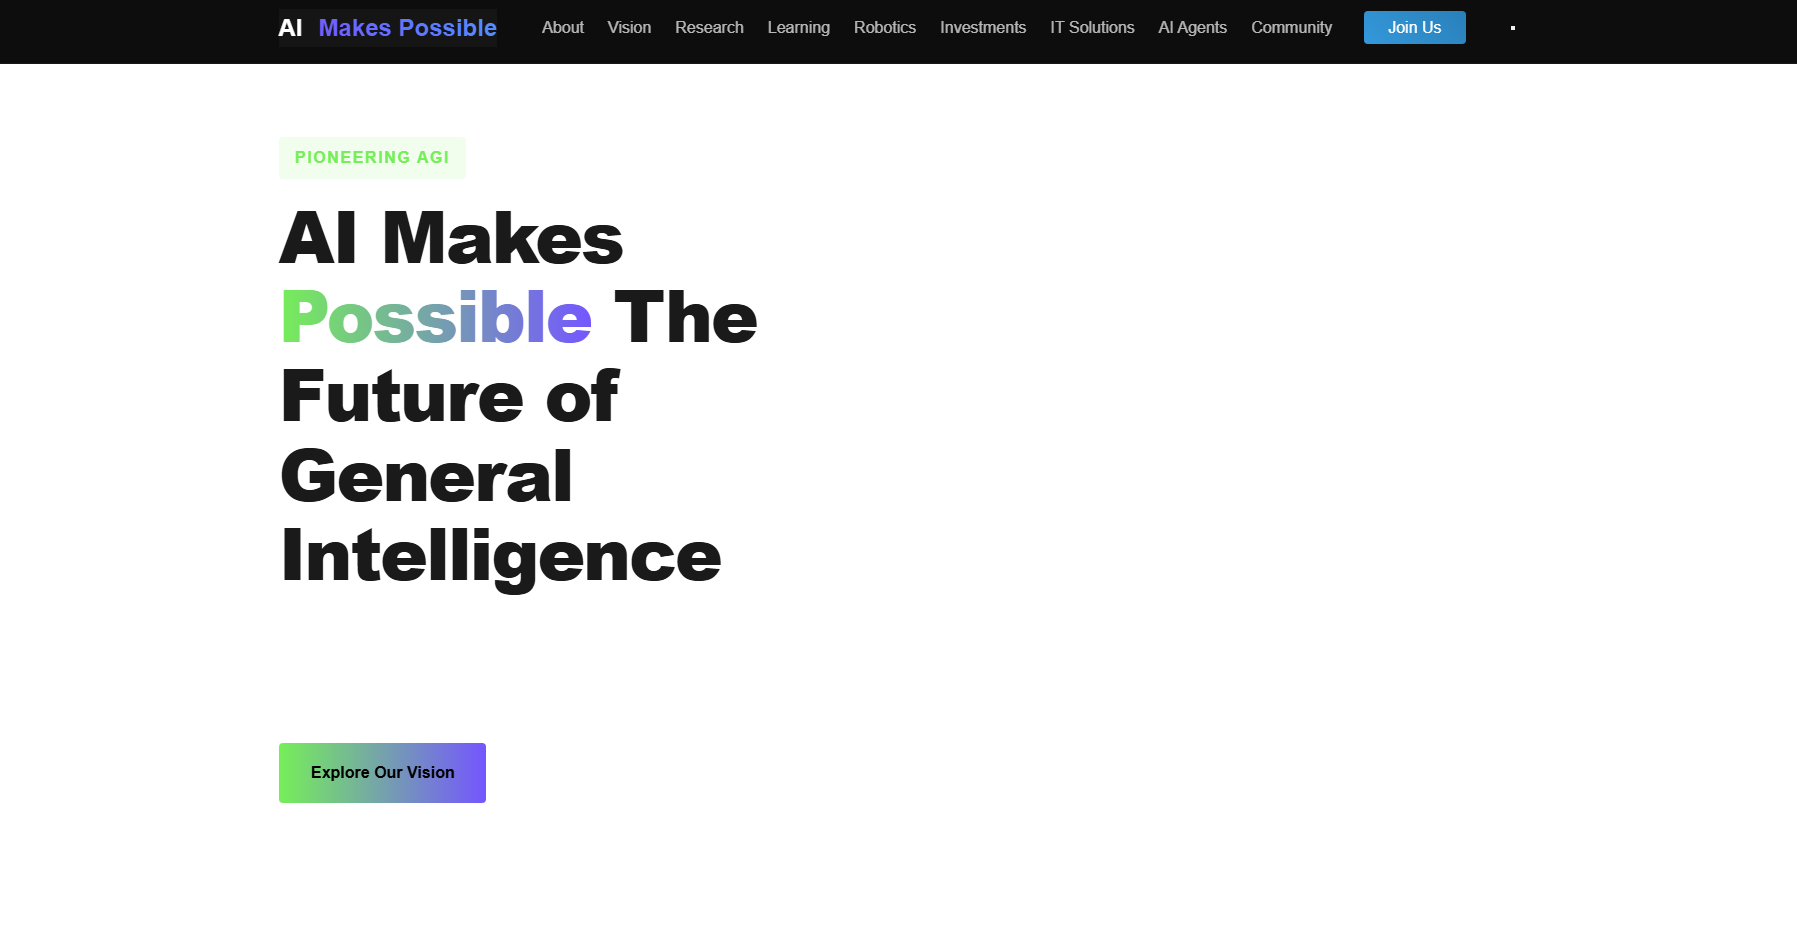 AI Makes Possible
About Vision Research Learning Robotics Investments IT Solutions AI Agents Community Join Us
PIONEERING AGI
AI Makes
Possible The
Future of
General
Intelligence
Explore Our Vision